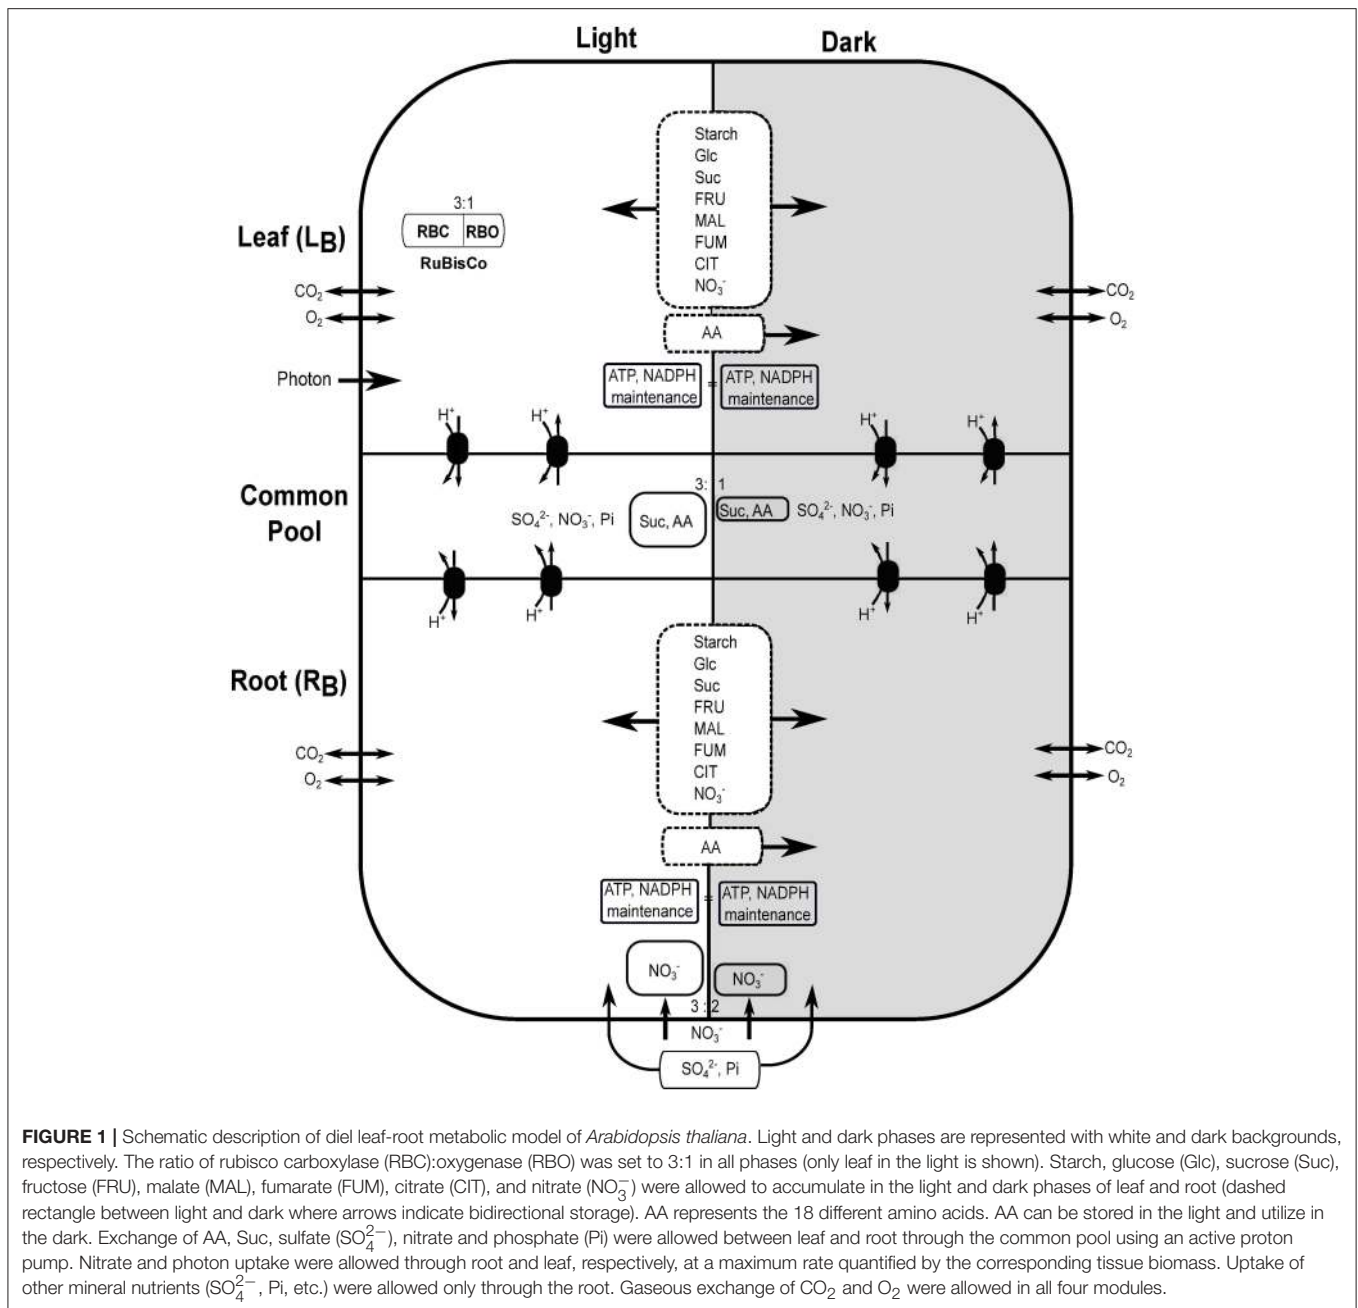 Light
Dark
Starch
Glc
Suc
FRU
MAL
FUM
CIT
NO₃⁻
3:1
RBC RBO
RuBisCo
Leaf (LB)
CO₂
O₂
CO₂
O₂
AA
Photon
ATP, NADPH
maintenance
=
ATP, NADPH
maintenance
H⁺
H⁺
H⁺
H⁺
Common
Pool
3: 1
SO₄²⁻, NO₃⁻, Pi
Suc, AA
Suc, AA
SO₄²⁻, NO₃⁻, Pi
H⁺
H⁺
H⁺
H⁺
Root (RB)
Starch
Glc
Suc
FRU
MAL
FUM
CIT
NO₃⁻
CO₂
O₂
CO₂
O₂
AA
ATP, NADPH
maintenance
=
ATP, NADPH
maintenance
NO₃⁻
NO₃⁻
3 : 2
NO₃⁻
SO₄²⁻, Pi
FIGURE 1 | Schematic description of diel leaf-root metabolic model of Arabidopsis thaliana. Light and dark phases are represented with white and dark backgrounds,
respectively. The ratio of rubisco carboxylase (RBC):oxygenase (RBO) was set to 3:1 in all phases (only leaf in the light is shown). Starch, glucose (Glc), sucrose (Suc),
fructose (FRU), malate (MAL), fumarate (FUM), citrate (CIT), and nitrate (NO₃⁻) were allowed to accumulate in the light and dark phases of leaf and root (dashed
rectangle between light and dark where arrows indicate bidirectional storage). AA represents the 18 different amino acids. AA can be stored in the light and utilize in
the dark. Exchange of AA, Suc, sulfate (SO₄²⁻), nitrate and phosphate (Pi) were allowed between leaf and root through the common pool using an active proton
pump. Nitrate and photon uptake were allowed through root and leaf, respectively, at a maximum rate quantified by the corresponding tissue biomass. Uptake of
other mineral nutrients (SO₄²⁻, Pi, etc.) were allowed only through the root. Gaseous exchange of CO₂ and O₂ were allowed in all four modules.